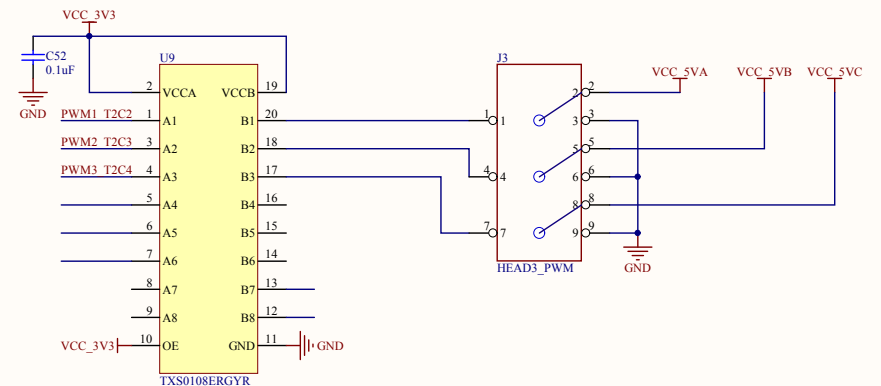 VCC_3V3
C52
0.1uF
GND
U9
2 VCCA VCCB 19
PWM1_T2C2 1 A1 B1 20
PWM2_T2C3 3 A2 B2 18
PWM3_T2C4 4 A3 B3 17
5 A4 B4 16
6 A5 B5 15
7 A6 B6 14
8 A7 B7 13
9 A8 B8 12
VCC_3V3 10 OE GND 11 GND
TXS0108ERGYR
J3
VCC_5VA VCC_5VB VCC_5VC
2 2
1 1 3 3
5 5
4 4 6 6
8 8
7 7 9 9
HEAD3_PWM
GND